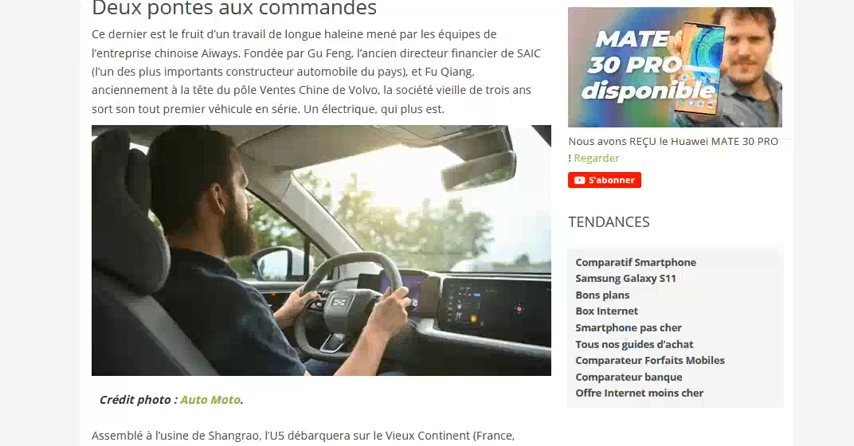 Deux pontes aux commandes
Ce dernier est le fruit d’un travail de longue haleine mené par les équipes de
l’entreprise chinoise Aiways. Fondée par Gu Feng, l’ancien directeur financier de SAIC
(l’un des plus importants constructeur automobile du pays), et Fu Qiang,
anciennement à la tête du pôle Ventes Chine de Volvo, la société vieille de trois ans
sort son tout premier véhicule en série. Un électrique, qui plus est.
Crédit photo : Auto Moto.
Assemblé à l’usine de Shangrao, l’U5 débarquera sur le Vieux Continent (France,
MATE
30 PRO
disponible
Nous avons REÇU le Huawei MATE 30 PRO
! Regarder
S'abonner
TENDANCES
Comparatif Smartphone
Samsung Galaxy S11
Bons plans
Box Internet
Smartphone pas cher
Tous nos guides d’achat
Comparateur Forfaits Mobiles
Comparateur banque
Offre Internet moins cher